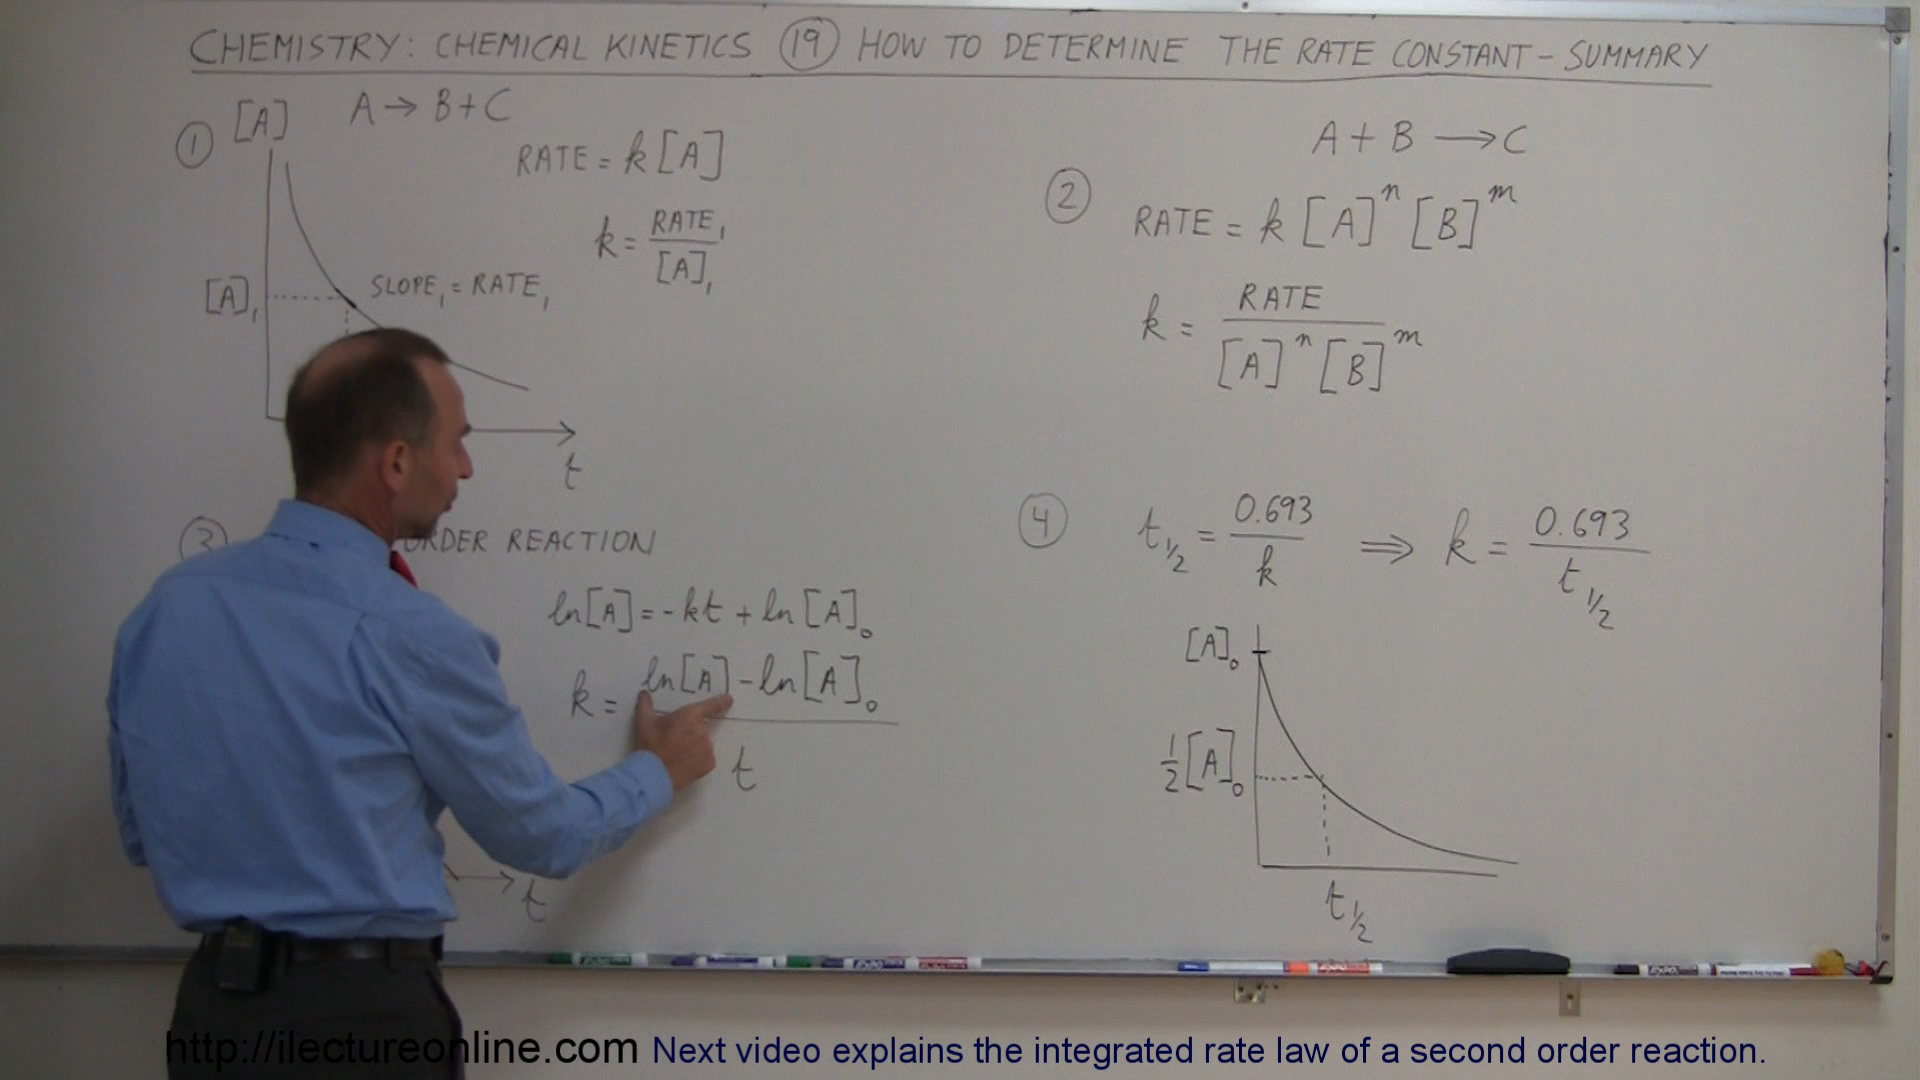 CHEMISTRY: CHEMICAL KINETICS 19 HOW TO DETERMINE THE RATE CONSTANT - SUMMARY
1 [A] A → B + C
RATE = k [A]
k = RATE₁ / [A]₁
[A]₁ SLOPE₁ = RATE₁
t
2 A + B → C
RATE = k [A]ⁿ [B]ᵐ
k = RATE / [A]ⁿ [B]ᵐ
3 ORDER REACTION
ln[A] = -kt + ln[A]₀
k = ln[A] - ln[A]₀ / t
t
4 t½ = 0.693 / k ⇒ k = 0.693 / t½
[A]₀
½[A]₀
t½
http://ilectureonline.com Next video explains the integrated rate law of a second order reaction.